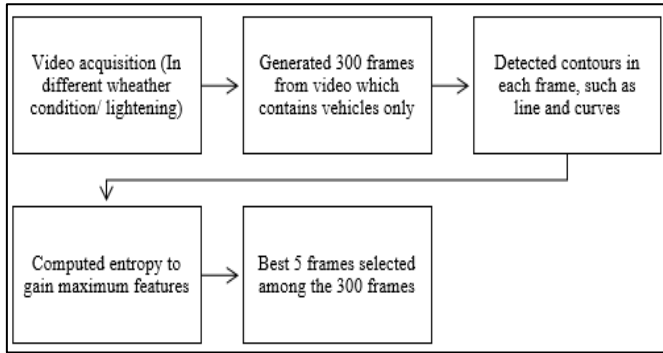 Video acquisition (In
different wheather
condition/ lightening)
Generated 300 frames
from video which
contains vehicles only
Detected contours in
each frame, such as
line and curves
Computed entropy to
gain maximum features
Best 5 frames selected
among the 300 frames